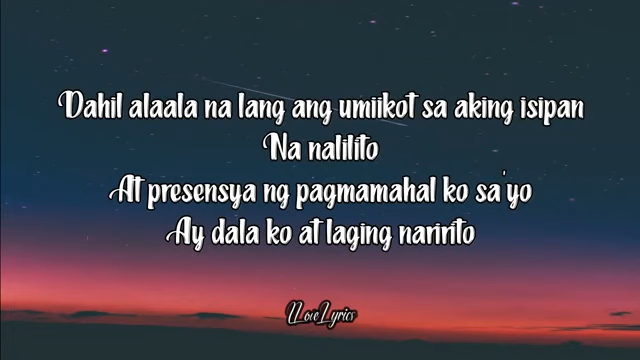 Dahil alaala na lang ang umiikot sa aking isipan
Na nalilito
At presensya ng pagmamahal ko sa'yo
Ay dala ko at laging naririto
ILoveLyrics